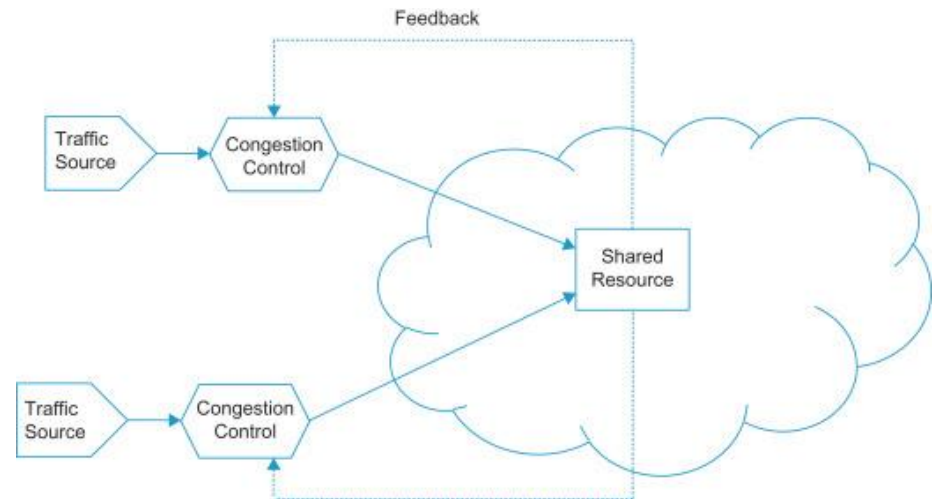 Feedback
Traffic
Source
Congestion
Control
Shared
Resource
Traffic
Source
Congestion
Control